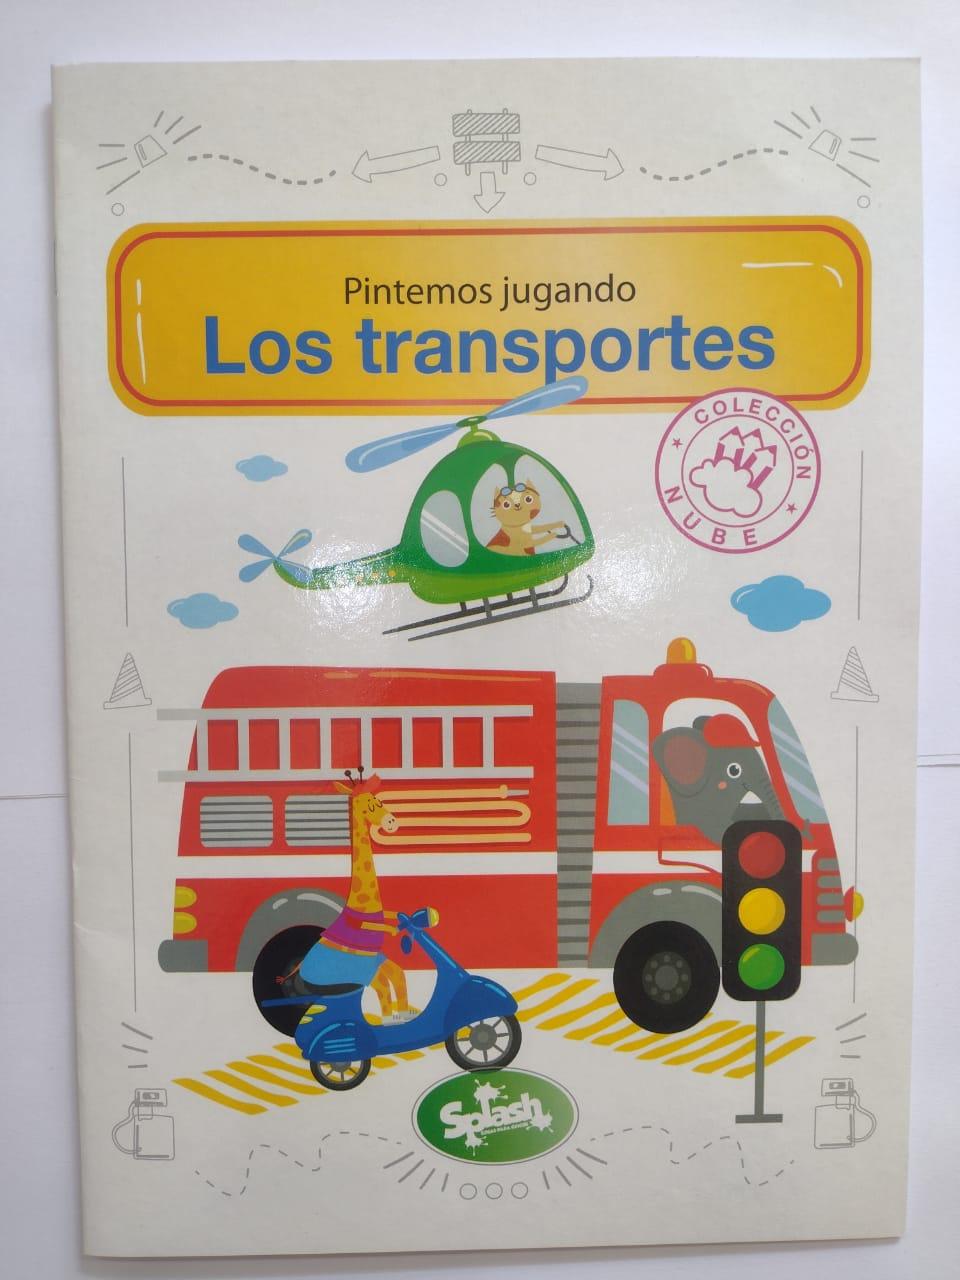 Pintemos jugando
Los transportes
COLECCIÓN
NUBE
Splash